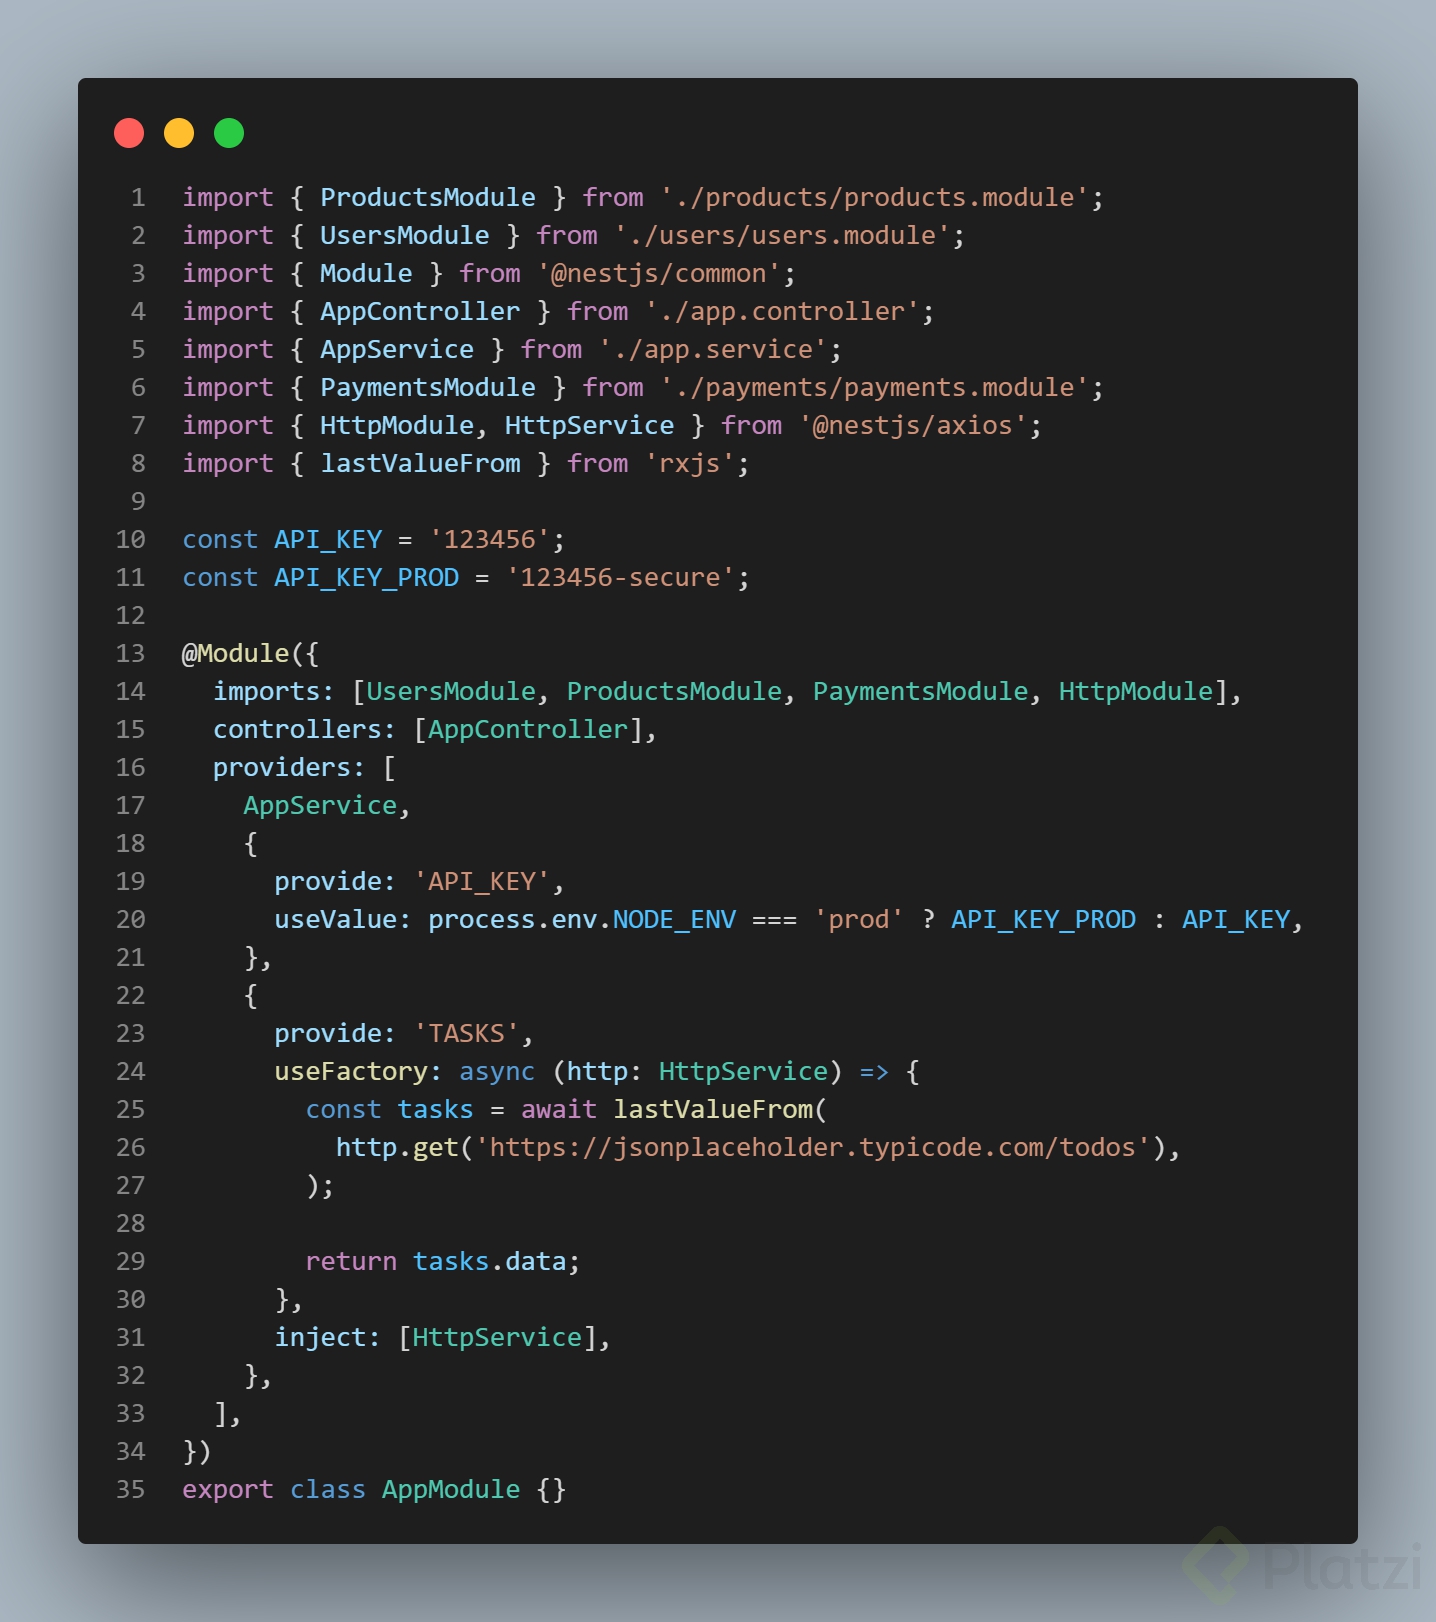 1 import { ProductsModule } from './products/products.module';
2 import { UsersModule } from './users/users.module';
3 import { Module } from '@nestjs/common';
4 import { AppController } from './app.controller';
5 import { AppService } from './app.service';
6 import { PaymentsModule } from './payments/payments.module';
7 import { HttpModule, HttpService } from '@nestjs/axios';
8 import { lastValueFrom } from 'rxjs';
9
10 const API_KEY = '123456';
11 const API_KEY_PROD = '123456-secure';
12
13 @Module({
14   imports: [UsersModule, ProductsModule, PaymentsModule, HttpModule],
15   controllers: [AppController],
16   providers: [
17     AppService,
18     {
19       provide: 'API_KEY',
20       useValue: process.env.NODE_ENV === 'prod' ? API_KEY_PROD : API_KEY,
21     },
22     {
23       provide: 'TASKS',
24       useFactory: async (http: HttpService) => {
25         const tasks = await lastValueFrom(
26           http.get('https://jsonplaceholder.typicode.com/todos'),
27         );
28
29         return tasks.data;
30       },
31       inject: [HttpService],
32     },
33   ],
34 })
35 export class AppModule {}
Platzi